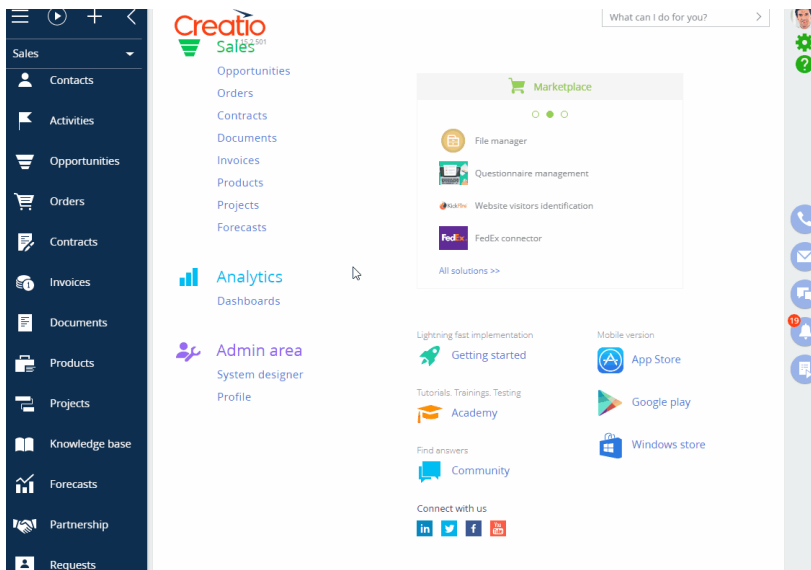 Sales
Contacts
Activities
Opportunities
Orders
Contracts
Invoices
Documents
Products
Projects
Knowledge base
Forecasts
Partnership
Requests
Creatio
Sales
Opportunities
Orders
Contracts
Documents
Invoices
Products
Projects
Forecasts
Analytics
Dashboards
Admin area
System designer
Profile
What can I do for you?
Marketplace
File manager
Questionnaire management
Website visitors identification
FedEx
FedEx connector
All solutions >>
Lightning fast implementation
Getting started
Tutorials. Trainings. Testing
Academy
Find answers
Community
Connect with us
Mobile version
App Store
Google play
Windows store
19